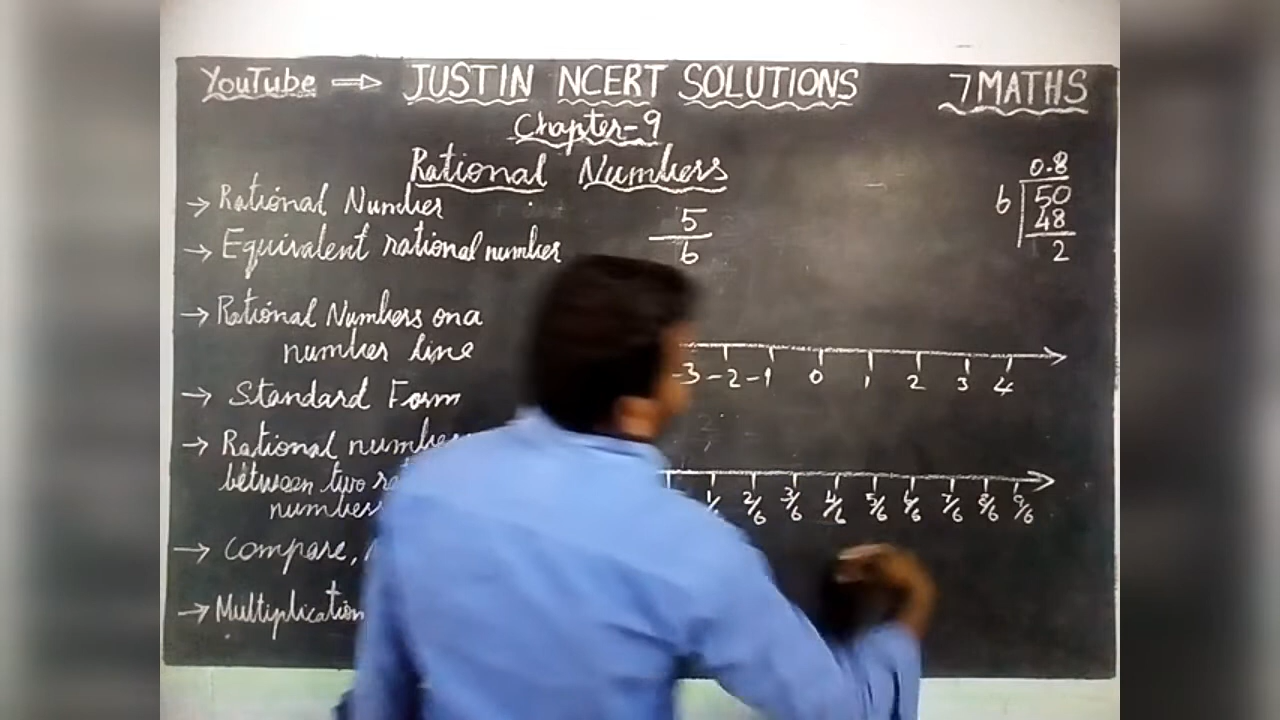 YouTube → JUSTIN NCERT SOLUTIONS 7 MATHS
Chapter-9
Rational Numbers
→ Rational Number
→ Equivalent rational number
5
6
0.8
6 50
48
2
→ Rational Numbers on a
number line
-3 -2 -1 0 1 2 3 4
→ Standard Form
→ Rational number
between two
numbers
1/6 2/6 3/6 4/6 5/6 6/6 7/6 8/6 9/6
→ Compare,
→ Multiplication